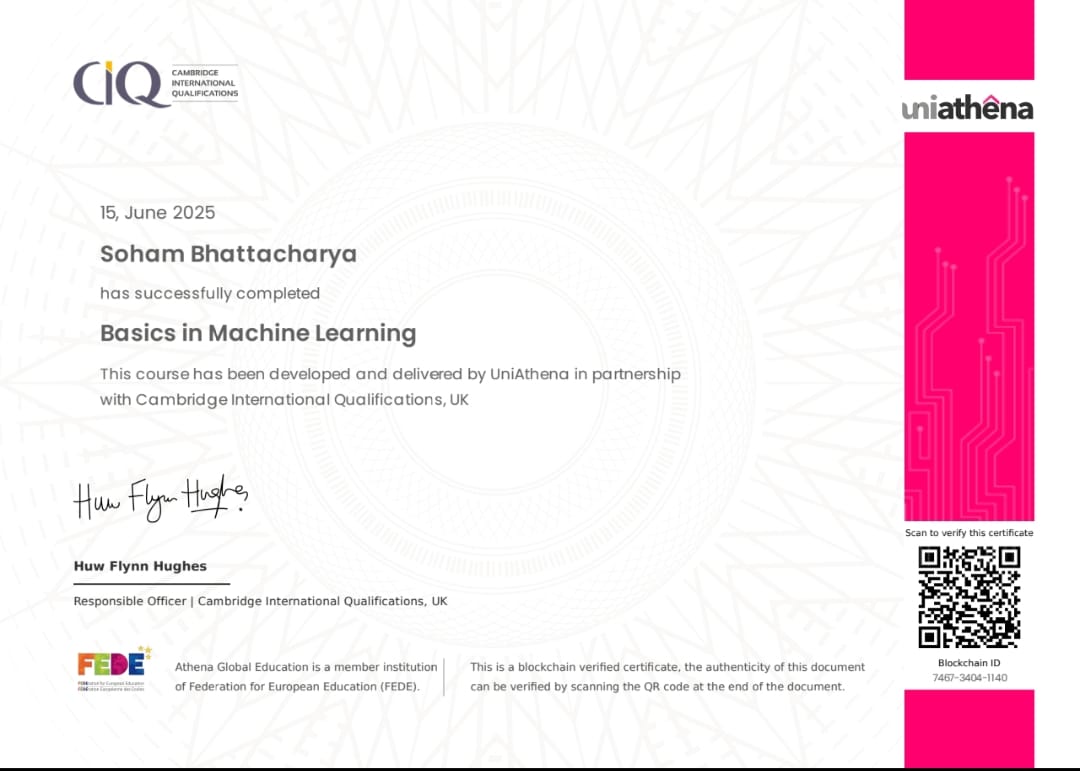 CiQ
CAMBRIDGE
INTERNATIONAL
QUALIFICATIONS
uniathêna
15, June 2025
Soham Bhattacharya
has successfully completed
Basics in Machine Learning
This course has been developed and delivered by UniAthena in partnership
with Cambridge International Qualifications, UK
Huw Flynn Hughes
Huw Flynn Hughes
Responsible Officer | Cambridge International Qualifications, UK
Scan to verify this certificate
Blockchain ID
7467-3404-1140
FEDE
FEDEration for European Education
FEDEration Européenne des Écoles
Athena Global Education is a member institution
of Federation for European Education (FEDE).
This is a blockchain verified certificate, the authenticity of this document
can be verified by scanning the QR code at the end of the document.